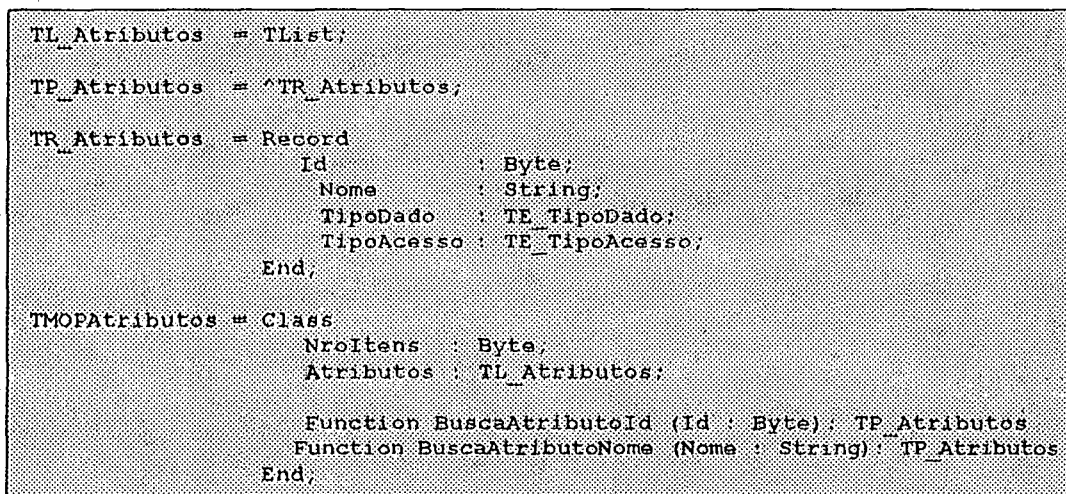 TL_Atributos = TList;
TP_Atributos = ^TR_Atributos;
TR_Atributos = Record
Id : Byte;
Nome : String;
TipoDado : TE_TipoDado;
TipoAcesso : TE_TipoAcesso;
End;
TMOPAtributos = Class
NroItens : Byte;
Atributos : TL_Atributos;
Function BuscaAtributoId (Id : Byte): TP_Atributos
Function BuscaAtributoNome (Nome : String): TP_Atributos
End;